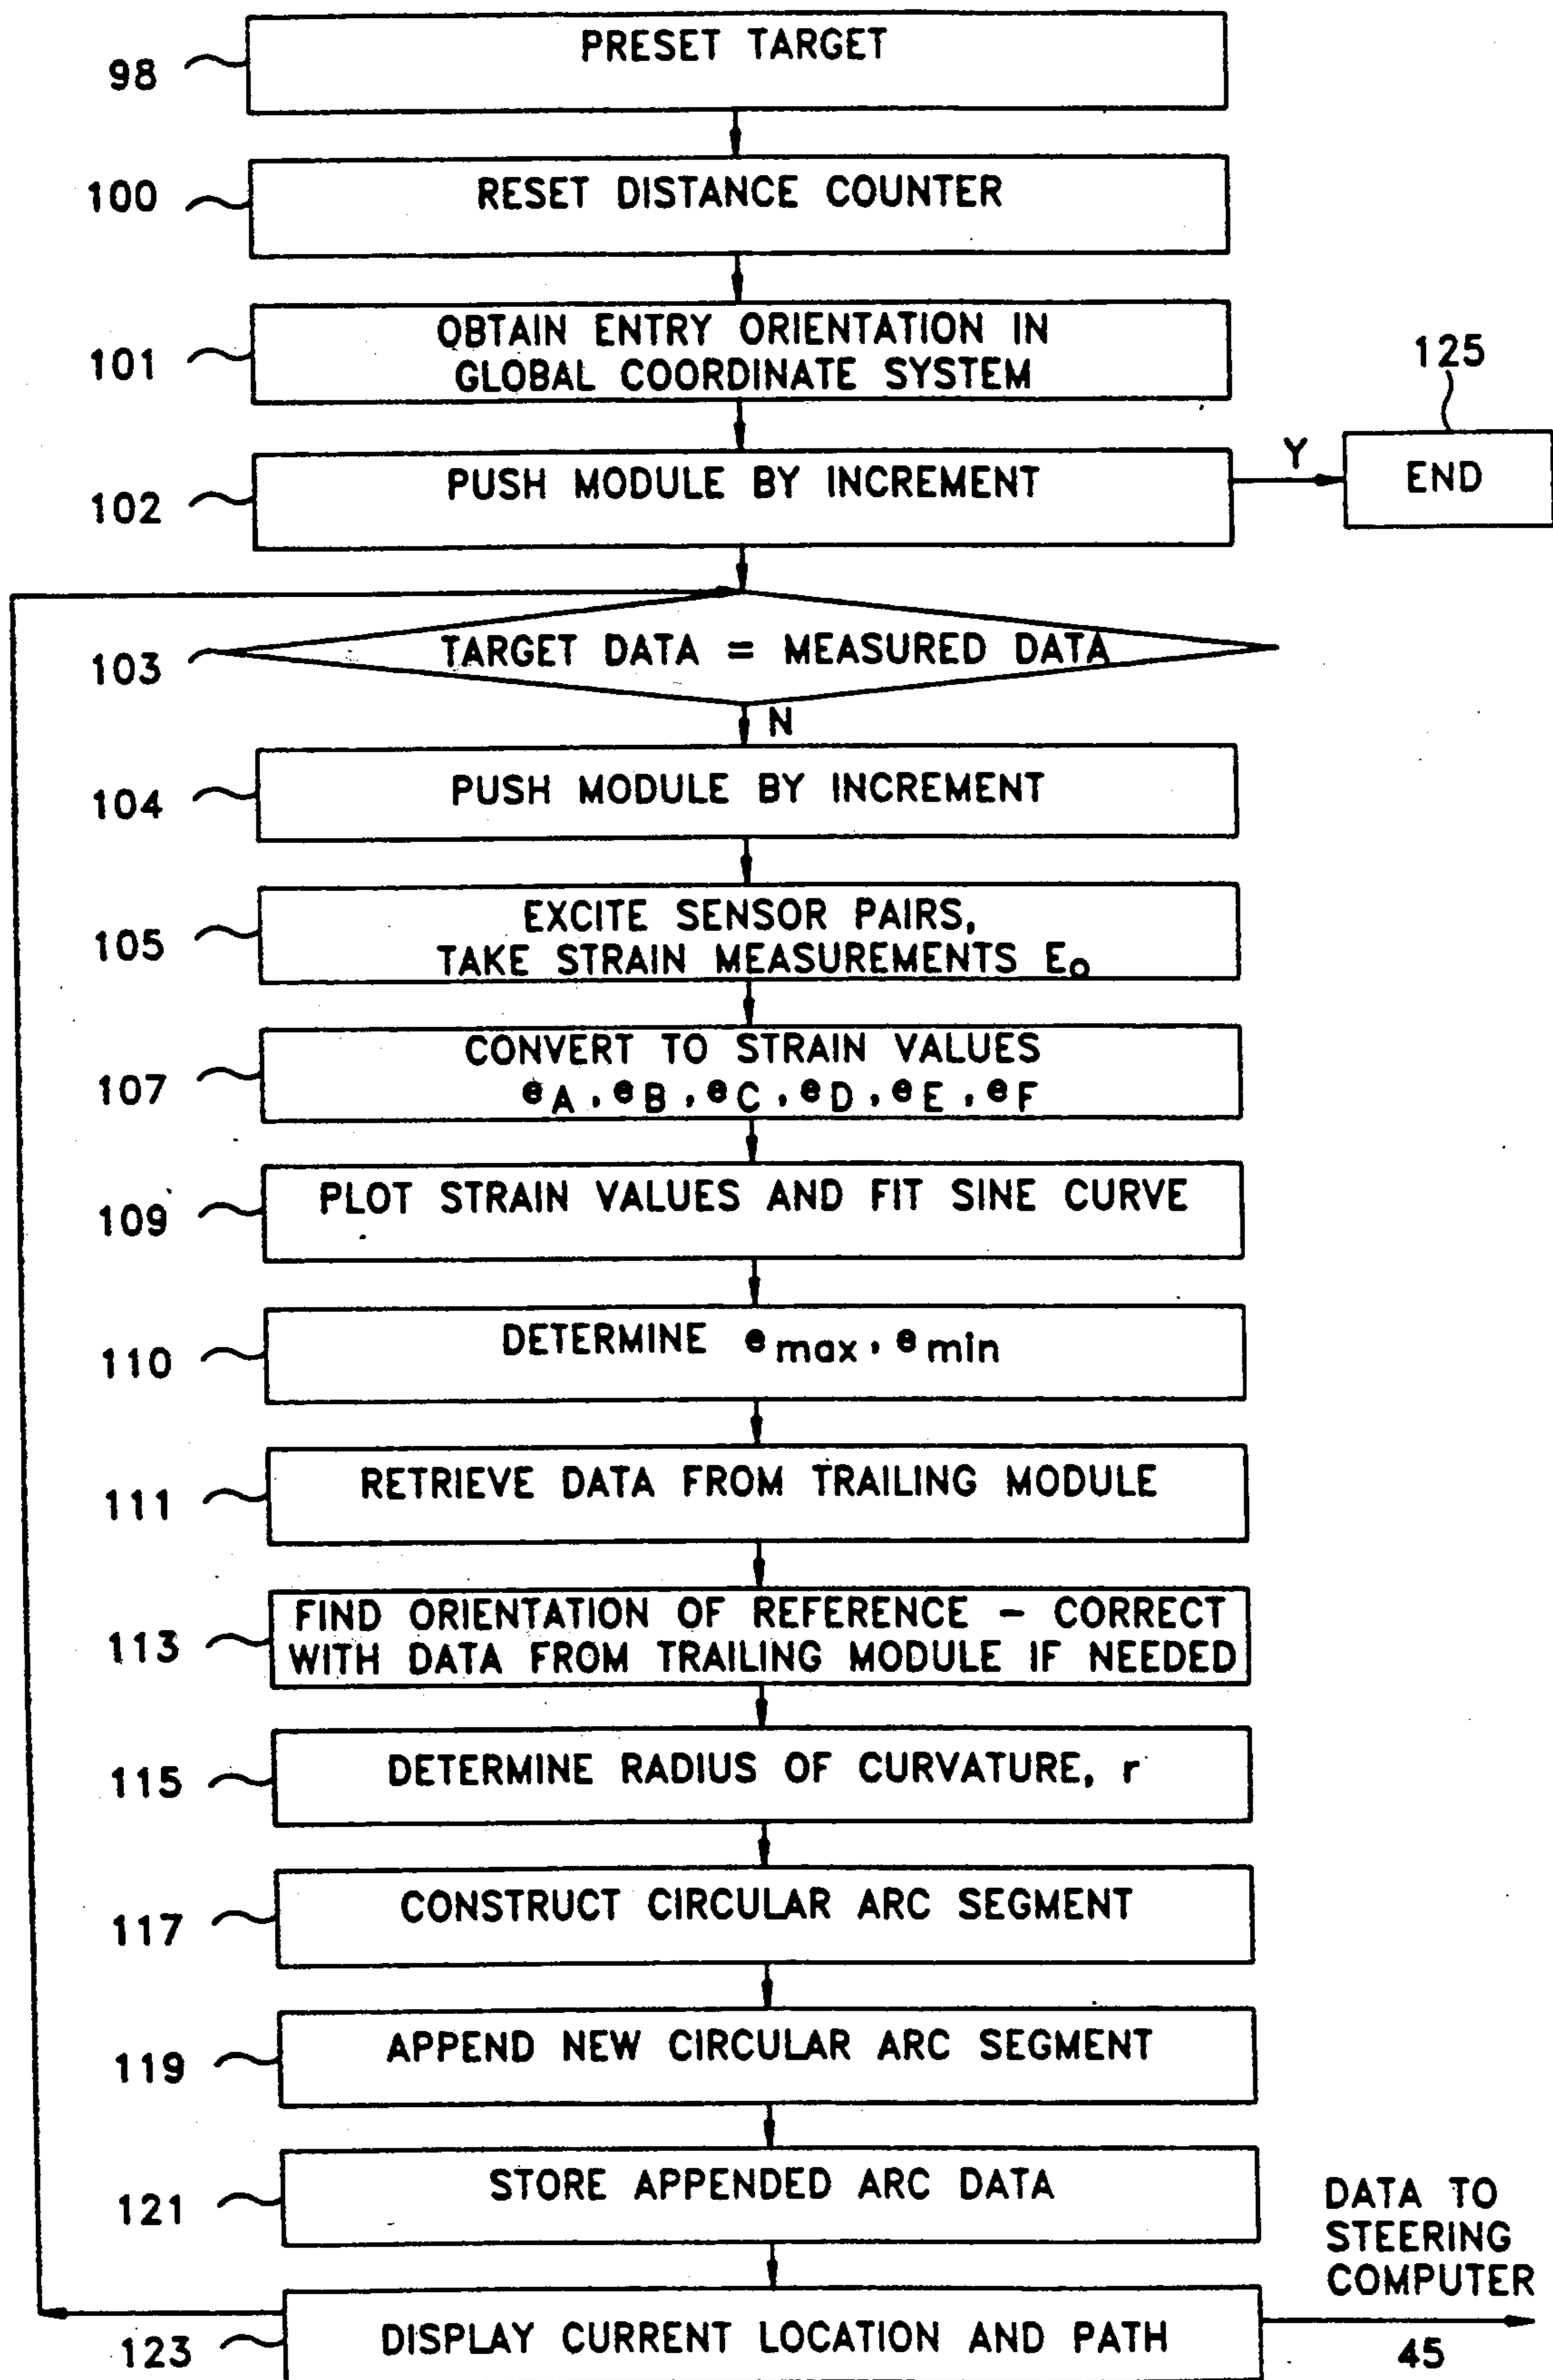 98
PRESET TARGET
100
RESET DISTANCE COUNTER
101
OBTAIN ENTRY ORIENTATION IN
GLOBAL COORDINATE SYSTEM
125
102
PUSH MODULE BY INCREMENT
Y
END
103
TARGET DATA = MEASURED DATA
N
104
PUSH MODULE BY INCREMENT
105
EXCITE SENSOR PAIRS,
TAKE STRAIN MEASUREMENTS Eo
107
CONVERT TO STRAIN VALUES
eA, eB, eC, eD, eE, eF
109
PLOT STRAIN VALUES AND FIT SINE CURVE
110
DETERMINE emax, emin
111
RETRIEVE DATA FROM TRAILING MODULE
113
FIND ORIENTATION OF REFERENCE – CORRECT
WITH DATA FROM TRAILING MODULE IF NEEDED
115
DETERMINE RADIUS OF CURVATURE, r
117
CONSTRUCT CIRCULAR ARC SEGMENT
119
APPEND NEW CIRCULAR ARC SEGMENT
121
STORE APPENDED ARC DATA
DATA TO
STEERING
COMPUTER
123
DISPLAY CURRENT LOCATION AND PATH
45